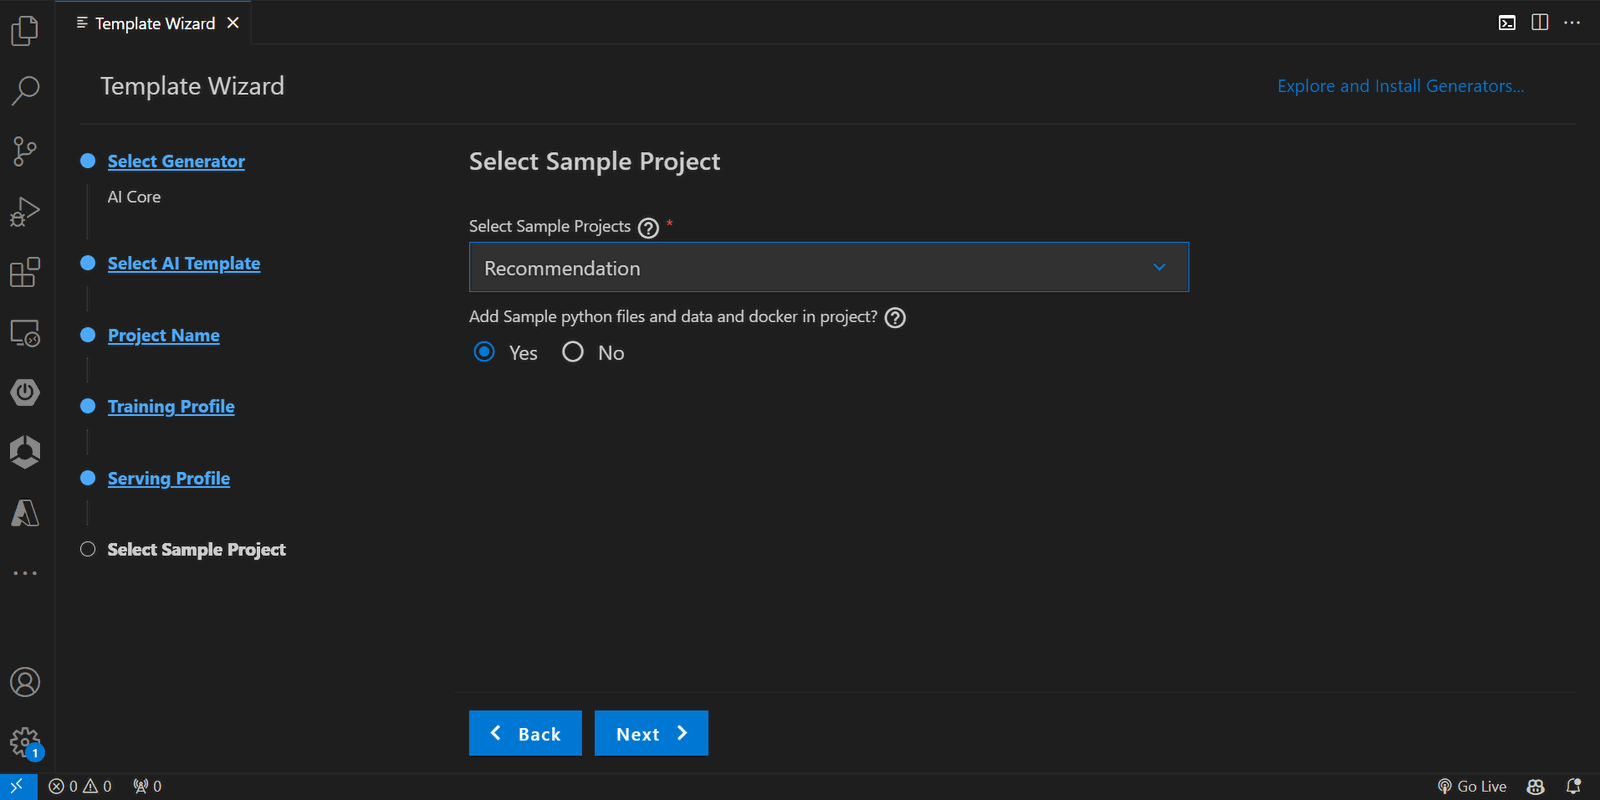 Template Wizard
Template Wizard
Explore and Install Generators...
Select Generator
AI Core
Select AI Template
Project Name
Training Profile
Serving Profile
Select Sample Project
Select Sample Project
Select Sample Projects ? *
Recommendation
Add Sample python files and data and docker in project? ?
Yes No
Back Next
1
0 0 0
Go Live